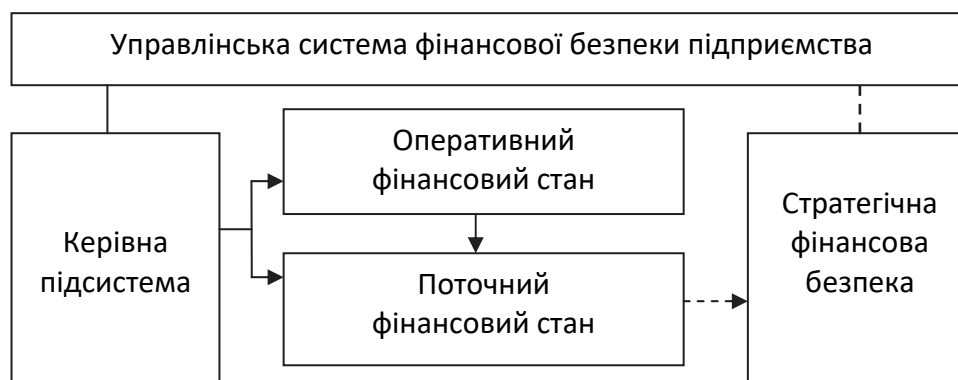 Управлінська система фінансової безпеки підприємства
Керівна
підсистема
Оперативний
фінансовий стан
Поточний
фінансовий стан
Стратегічна
фінансова
безпека